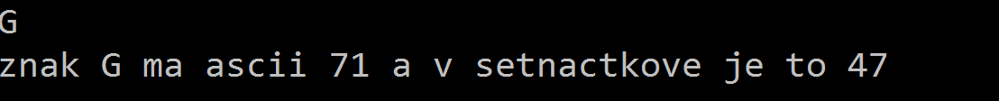 G
znak G ma ascii 71 a v setnactkove je to 47